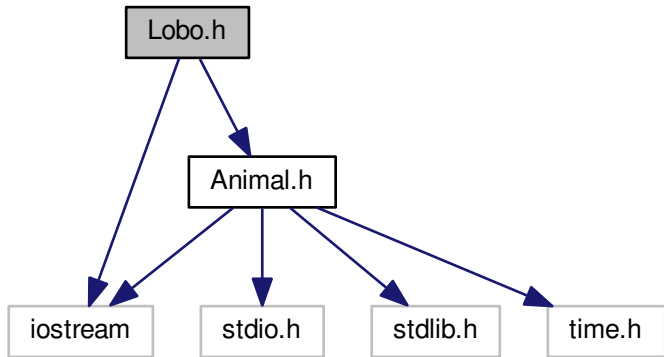 Lobo.h
Animal.h
iostream
stdio.h
stdlib.h
time.h